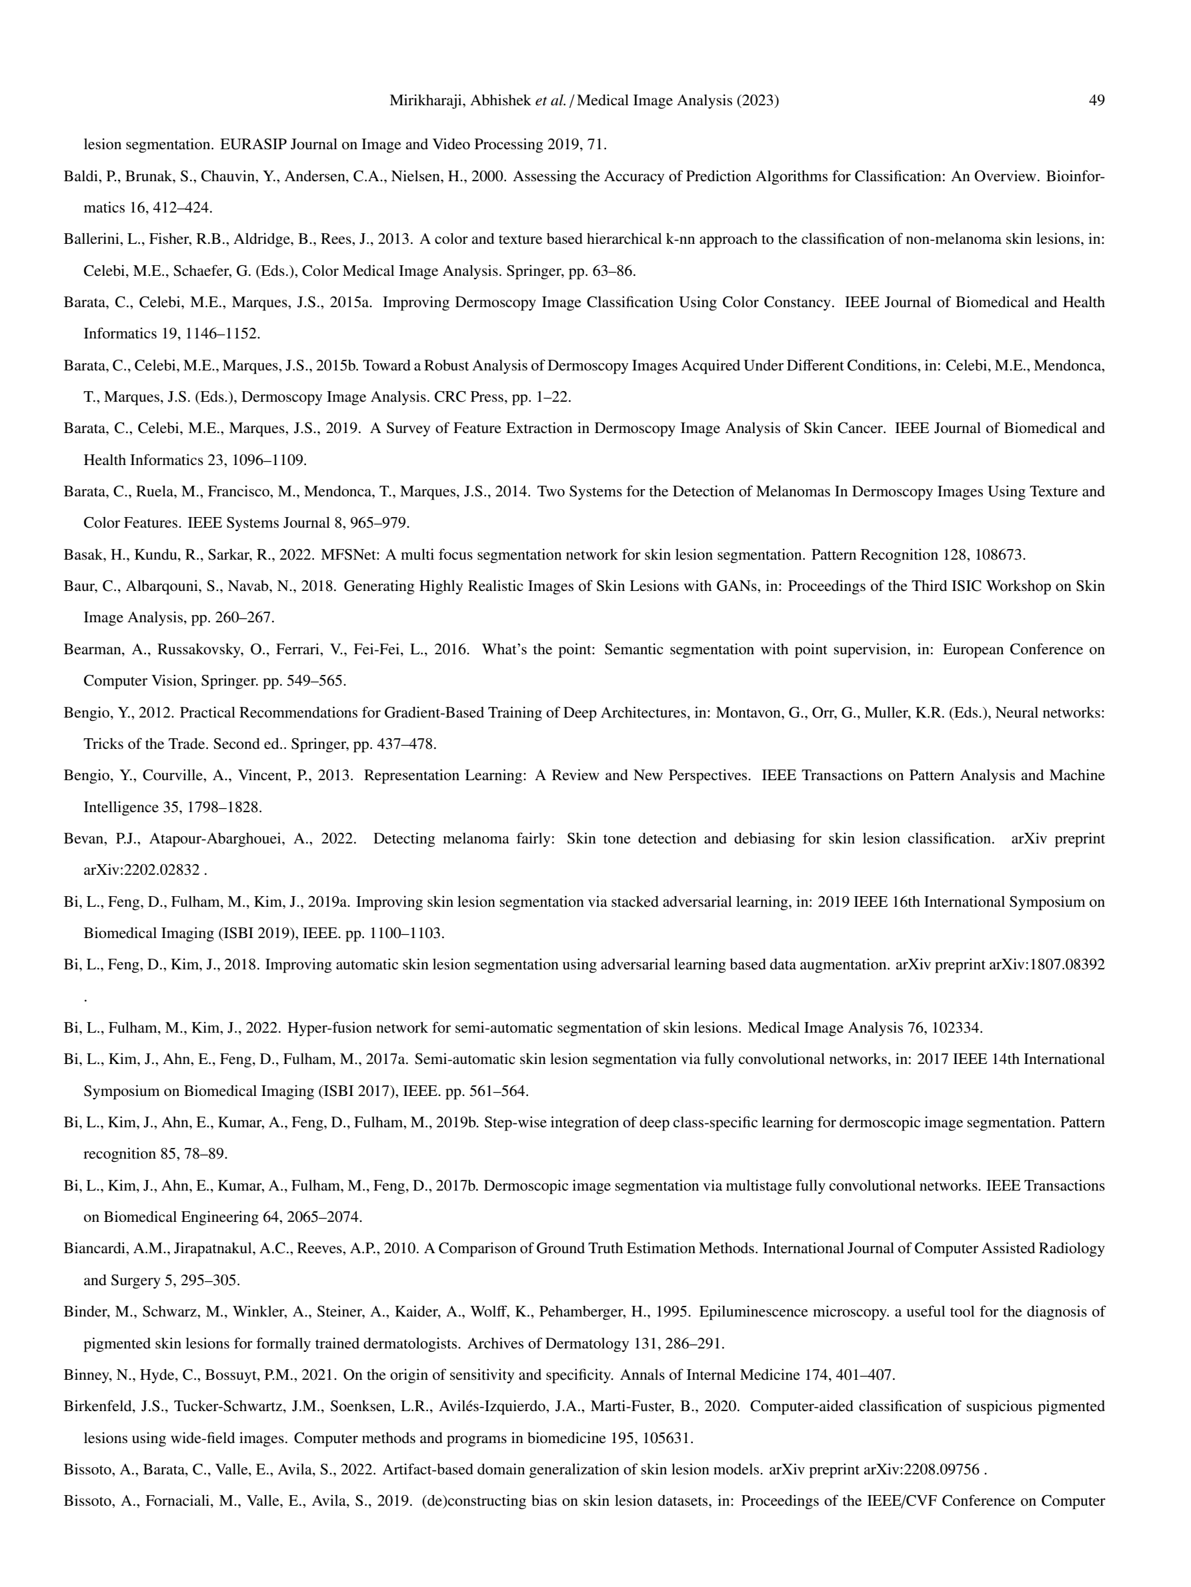 Mirikharaji, Abhishek et al. / Medical Image Analysis (2023) 49
lesion segmentation. EURASIP Journal on Image and Video Processing 2019, 71.
Baldi, P., Brunak, S., Chauvin, Y., Andersen, C.A., Nielsen, H., 2000. Assessing the Accuracy of Prediction Algorithms for Classification: An Overview. Bioinfor-
matics 16, 412–424.
Ballerini, L., Fisher, R.B., Aldridge, B., Rees, J., 2013. A color and texture based hierarchical k-nn approach to the classification of non-melanoma skin lesions, in:
Celebi, M.E., Schaefer, G. (Eds.), Color Medical Image Analysis. Springer, pp. 63–86.
Barata, C., Celebi, M.E., Marques, J.S., 2015a. Improving Dermoscopy Image Classification Using Color Constancy. IEEE Journal of Biomedical and Health
Informatics 19, 1146–1152.
Barata, C., Celebi, M.E., Marques, J.S., 2015b. Toward a Robust Analysis of Dermoscopy Images Acquired Under Different Conditions, in: Celebi, M.E., Mendonca,
T., Marques, J.S. (Eds.), Dermoscopy Image Analysis. CRC Press, pp. 1–22.
Barata, C., Celebi, M.E., Marques, J.S., 2019. A Survey of Feature Extraction in Dermoscopy Image Analysis of Skin Cancer. IEEE Journal of Biomedical and
Health Informatics 23, 1096–1109.
Barata, C., Ruela, M., Francisco, M., Mendonca, T., Marques, J.S., 2014. Two Systems for the Detection of Melanomas In Dermoscopy Images Using Texture and
Color Features. IEEE Systems Journal 8, 965–979.
Basak, H., Kundu, R., Sarkar, R., 2022. MFSNet: A multi focus segmentation network for skin lesion segmentation. Pattern Recognition 128, 108673.
Baur, C., Albarqouni, S., Navab, N., 2018. Generating Highly Realistic Images of Skin Lesions with GANs, in: Proceedings of the Third ISIC Workshop on Skin
Image Analysis, pp. 260–267.
Bearman, A., Russakovsky, O., Ferrari, V., Fei-Fei, L., 2016. What's the point: Semantic segmentation with point supervision, in: European Conference on
Computer Vision, Springer. pp. 549–565.
Bengio, Y., 2012. Practical Recommendations for Gradient-Based Training of Deep Architectures, in: Montavon, G., Orr, G., Muller, K.R. (Eds.), Neural networks:
Tricks of the Trade. Second ed.. Springer, pp. 437–478.
Bengio, Y., Courville, A., Vincent, P., 2013. Representation Learning: A Review and New Perspectives. IEEE Transactions on Pattern Analysis and Machine
Intelligence 35, 1798–1828.
Bevan, P.J., Atapour-Abarghouei, A., 2022. Detecting melanoma fairly: Skin tone detection and debiasing for skin lesion classification. arXiv preprint
arXiv:2202.02832 .
Bi, L., Feng, D., Fulham, M., Kim, J., 2019a. Improving skin lesion segmentation via stacked adversarial learning, in: 2019 IEEE 16th International Symposium on
Biomedical Imaging (ISBI 2019), IEEE. pp. 1100–1103.
Bi, L., Feng, D., Kim, J., 2018. Improving automatic skin lesion segmentation using adversarial learning based data augmentation. arXiv preprint arXiv:1807.08392
.
Bi, L., Fulham, M., Kim, J., 2022. Hyper-fusion network for semi-automatic segmentation of skin lesions. Medical Image Analysis 76, 102334.
Bi, L., Kim, J., Ahn, E., Feng, D., Fulham, M., 2017a. Semi-automatic skin lesion segmentation via fully convolutional networks, in: 2017 IEEE 14th International
Symposium on Biomedical Imaging (ISBI 2017), IEEE. pp. 561–564.
Bi, L., Kim, J., Ahn, E., Kumar, A., Feng, D., Fulham, M., 2019b. Step-wise integration of deep class-specific learning for dermoscopic image segmentation. Pattern
recognition 85, 78–89.
Bi, L., Kim, J., Ahn, E., Kumar, A., Fulham, M., Feng, D., 2017b. Dermoscopic image segmentation via multistage fully convolutional networks. IEEE Transactions
on Biomedical Engineering 64, 2065–2074.
Biancardi, A.M., Jirapatnakul, A.C., Reeves, A.P., 2010. A Comparison of Ground Truth Estimation Methods. International Journal of Computer Assisted Radiology
and Surgery 5, 295–305.
Binder, M., Schwarz, M., Winkler, A., Steiner, A., Kaider, A., Wolff, K., Pehamberger, H., 1995. Epiluminescence microscopy. a useful tool for the diagnosis of
pigmented skin lesions for formally trained dermatologists. Archives of Dermatology 131, 286–291.
Binney, N., Hyde, C., Bossuyt, P.M., 2021. On the origin of sensitivity and specificity. Annals of Internal Medicine 174, 401–407.
Birkenfeld, J.S., Tucker-Schwartz, J.M., Soenksen, L.R., Avilés-Izquierdo, J.A., Marti-Fuster, B., 2020. Computer-aided classification of suspicious pigmented
lesions using wide-field images. Computer methods and programs in biomedicine 195, 105631.
Bissoto, A., Barata, C., Valle, E., Avila, S., 2022. Artifact-based domain generalization of skin lesion models. arXiv preprint arXiv:2208.09756 .
Bissoto, A., Fornaciali, M., Valle, E., Avila, S., 2019. (de)constructing bias on skin lesion datasets, in: Proceedings of the IEEE/CVF Conference on Computer